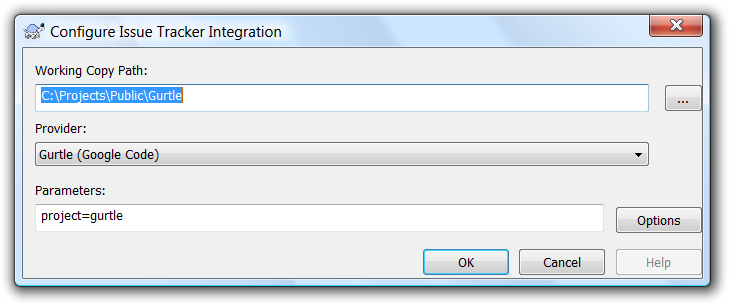 Configure Issue Tracker Integration
Working Copy Path:
C:\Projects\Public\Gurtle
...
Provider:
Gurtle (Google Code)
Parameters:
project=gurtle
Options
OK
Cancel
Help